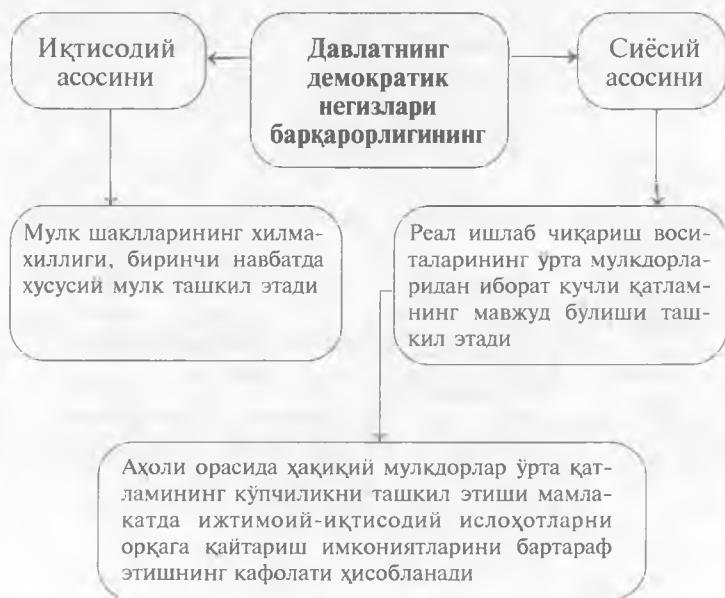 Иқтисодий
асосини
Давлатнинг
демократик
негизлари
барқарорлигининг
Сиёсий
асосини
Мулк шаклларининг хилма-
хиллиги, биринчи навбатда
хусусий мулк ташкил этади
Реал ишлаб чиқариш воси-
таларининг ўрта мулкдорла-
ридан иборат кучли қатлам-
нинг мавжуд бўлиши таш-
кил этади
Аҳоли орасида ҳақиқий мулкдорлар ўрта қат-
ламининг кўпчиликни ташкил этиши мамла-
катда ижтимоий-иқтисодий ислоҳотларни
орқага қайтариш имкониятларини бартараф
этишнинг кафолати ҳисобланади